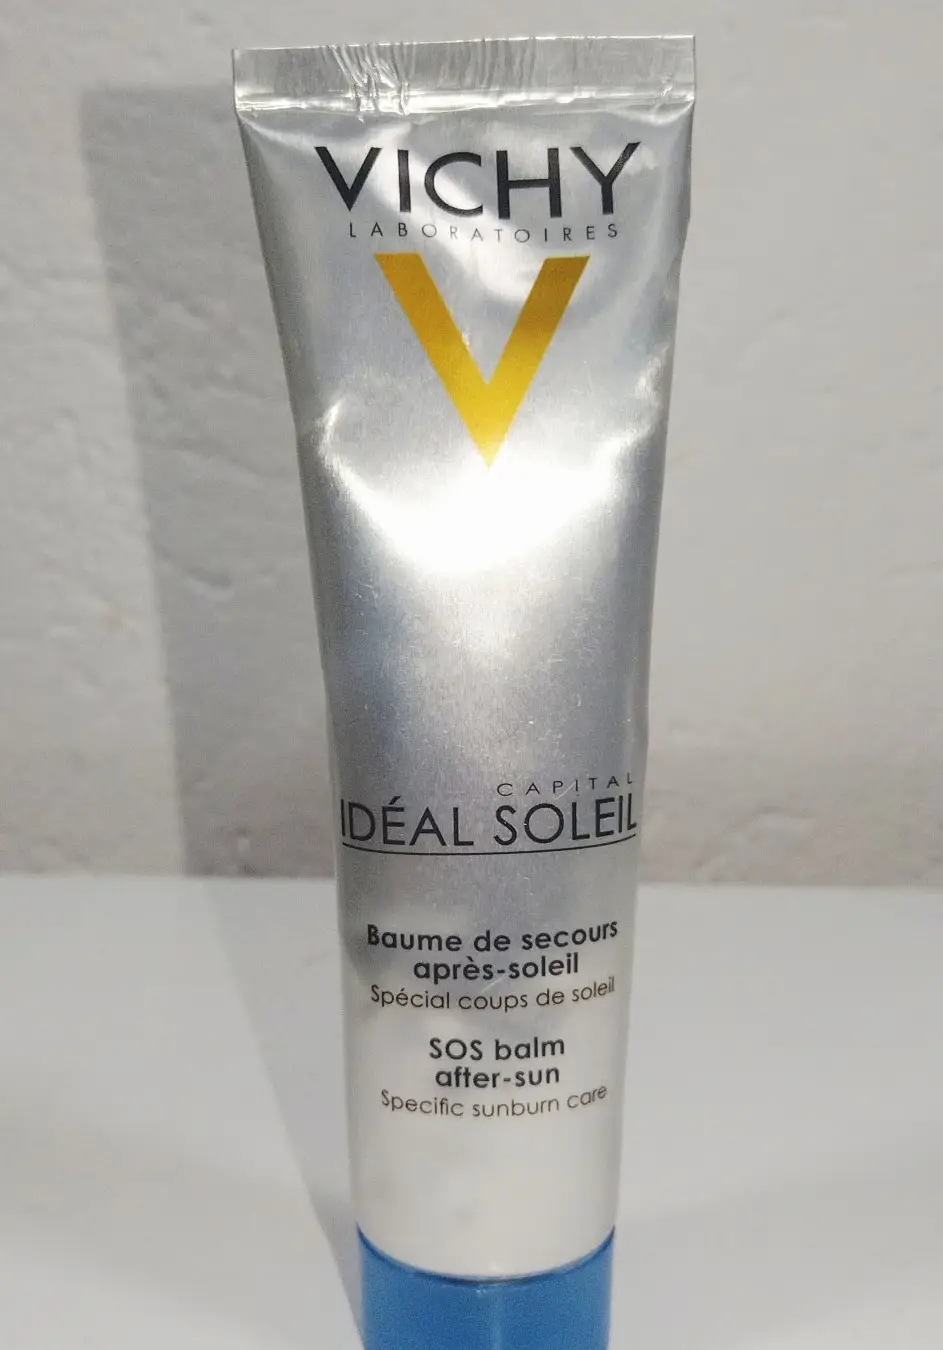 VICHY
LABORATOIRES
V
CAPITAL
IDÉAL SOLEIL
Baume de secours
après-soleil
Spécial coups de soleil
SOS balm
after-sun
Specific sunburn care